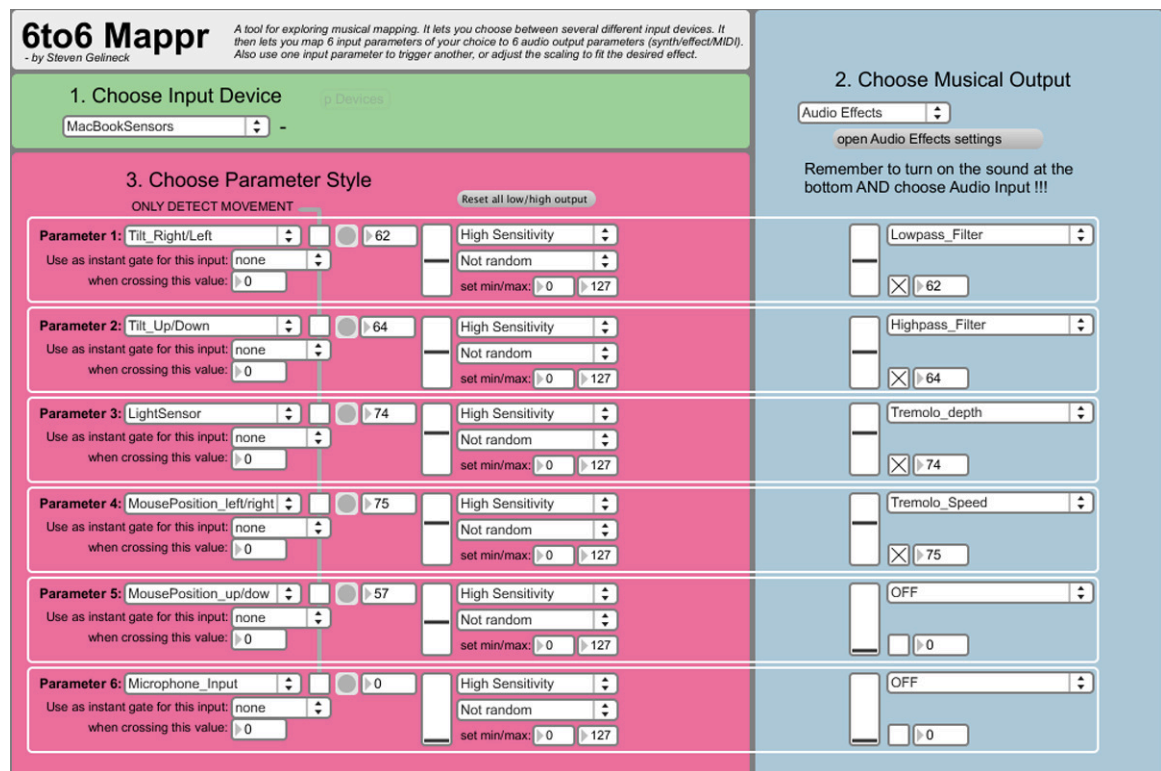 6to6 Mappr
- by Steven Gelineck
A tool for exploring musical mapping. It lets you choose between several different input devices. It
then lets you map 6 input parameters of your choice to 6 audio output parameters (synth/effect/MIDI).
Also use one input parameter to trigger another, or adjust the scaling to fit the desired effect.
1. Choose Input Device
p Devices
MacBookSensors -
2. Choose Musical Output
Audio Effects
open Audio Effects settings
Remember to turn on the sound at the
bottom AND choose Audio Input !!!
3. Choose Parameter Style
ONLY DETECT MOVEMENT
Reset all low/high output
Parameter 1: Tilt_Right/Left 62 High Sensitivity Lowpass_Filter
Use as instant gate for this input: none Not random
when crossing this value: 0 set min/max: 0 127 62
Parameter 2: Tilt_Up/Down 64 High Sensitivity Highpass_Filter
Use as instant gate for this input: none Not random
when crossing this value: 0 set min/max: 0 127 64
Parameter 3: LightSensor 74 High Sensitivity Tremolo_depth
Use as instant gate for this input: none Not random
when crossing this value: 0 set min/max: 0 127 74
Parameter 4: MousePosition_left/right 75 High Sensitivity Tremolo_Speed
Use as instant gate for this input: none Not random
when crossing this value: 0 set min/max: 0 127 75
Parameter 5: MousePosition_up/dow 57 High Sensitivity OFF
Use as instant gate for this input: none Not random
when crossing this value: 0 set min/max: 0 127 0
Parameter 6: Microphone_Input 0 High Sensitivity OFF
Use as instant gate for this input: none Not random
when crossing this value: 0 set min/max: 0 127 0